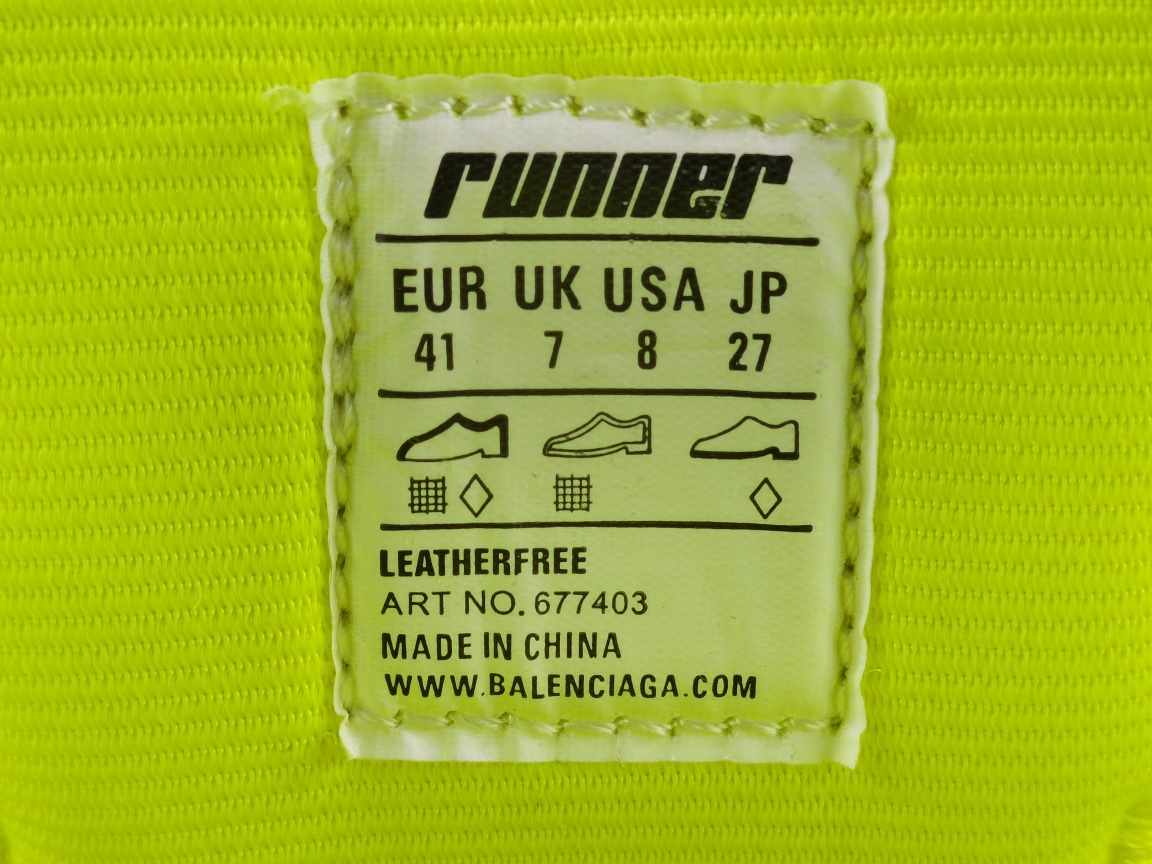 runner
EUR UK USA JP
41 7 8 27
LEATHERFREE
ART NO. 677403
MADE IN CHINA
WWW.BALENCIAGA.COM